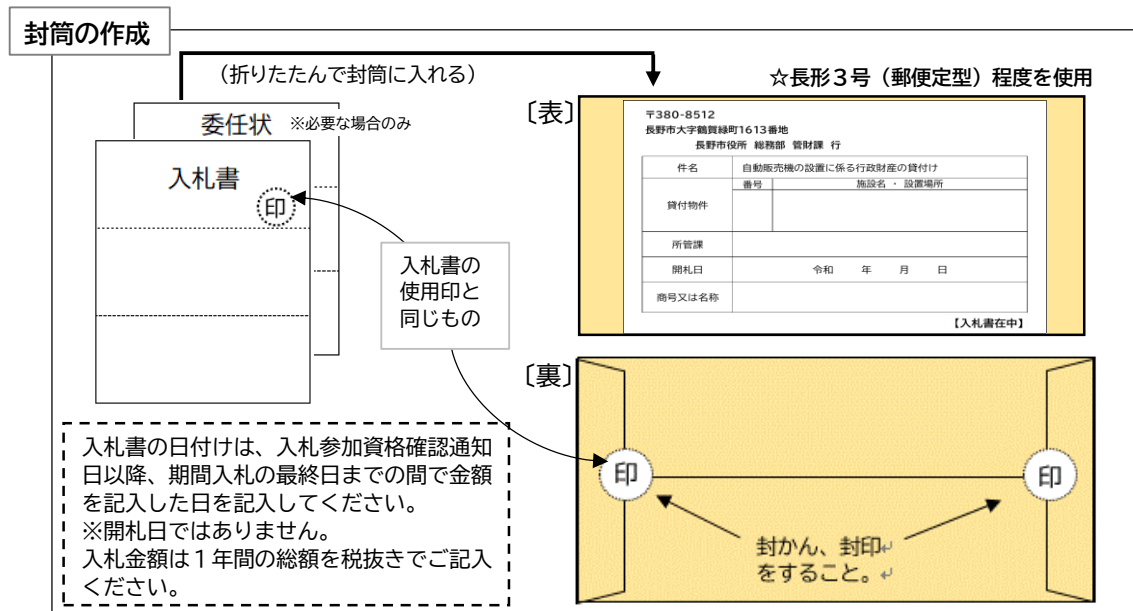 封筒の作成
（折りたたんで封筒に入れる）
☆長形３号（郵便定型）程度を使用
委任状 ※必要な場合のみ
入札書
印
入札書の
使用印と
同じもの
〔表〕
〒380-8512
長野市大字鶴賀緑町1613番地
長野市役所 総務部 管財課 行
件名 自動販売機の設置に係る行政財産の貸付け
貸付物件 番号 施設名 ・ 設置場所
所管課
開札日 令和 年 月 日
商号又は名称
【入札書在中】
〔裏〕
印 印
封かん、封印↵
をすること。↵
入札書の日付けは、入札参加資格確認通知
日以降、期間入札の最終日までの間で金額
を記入した日を記入してください。
※開札日ではありません。
入札金額は１年間の総額を税抜きでご記入
ください。